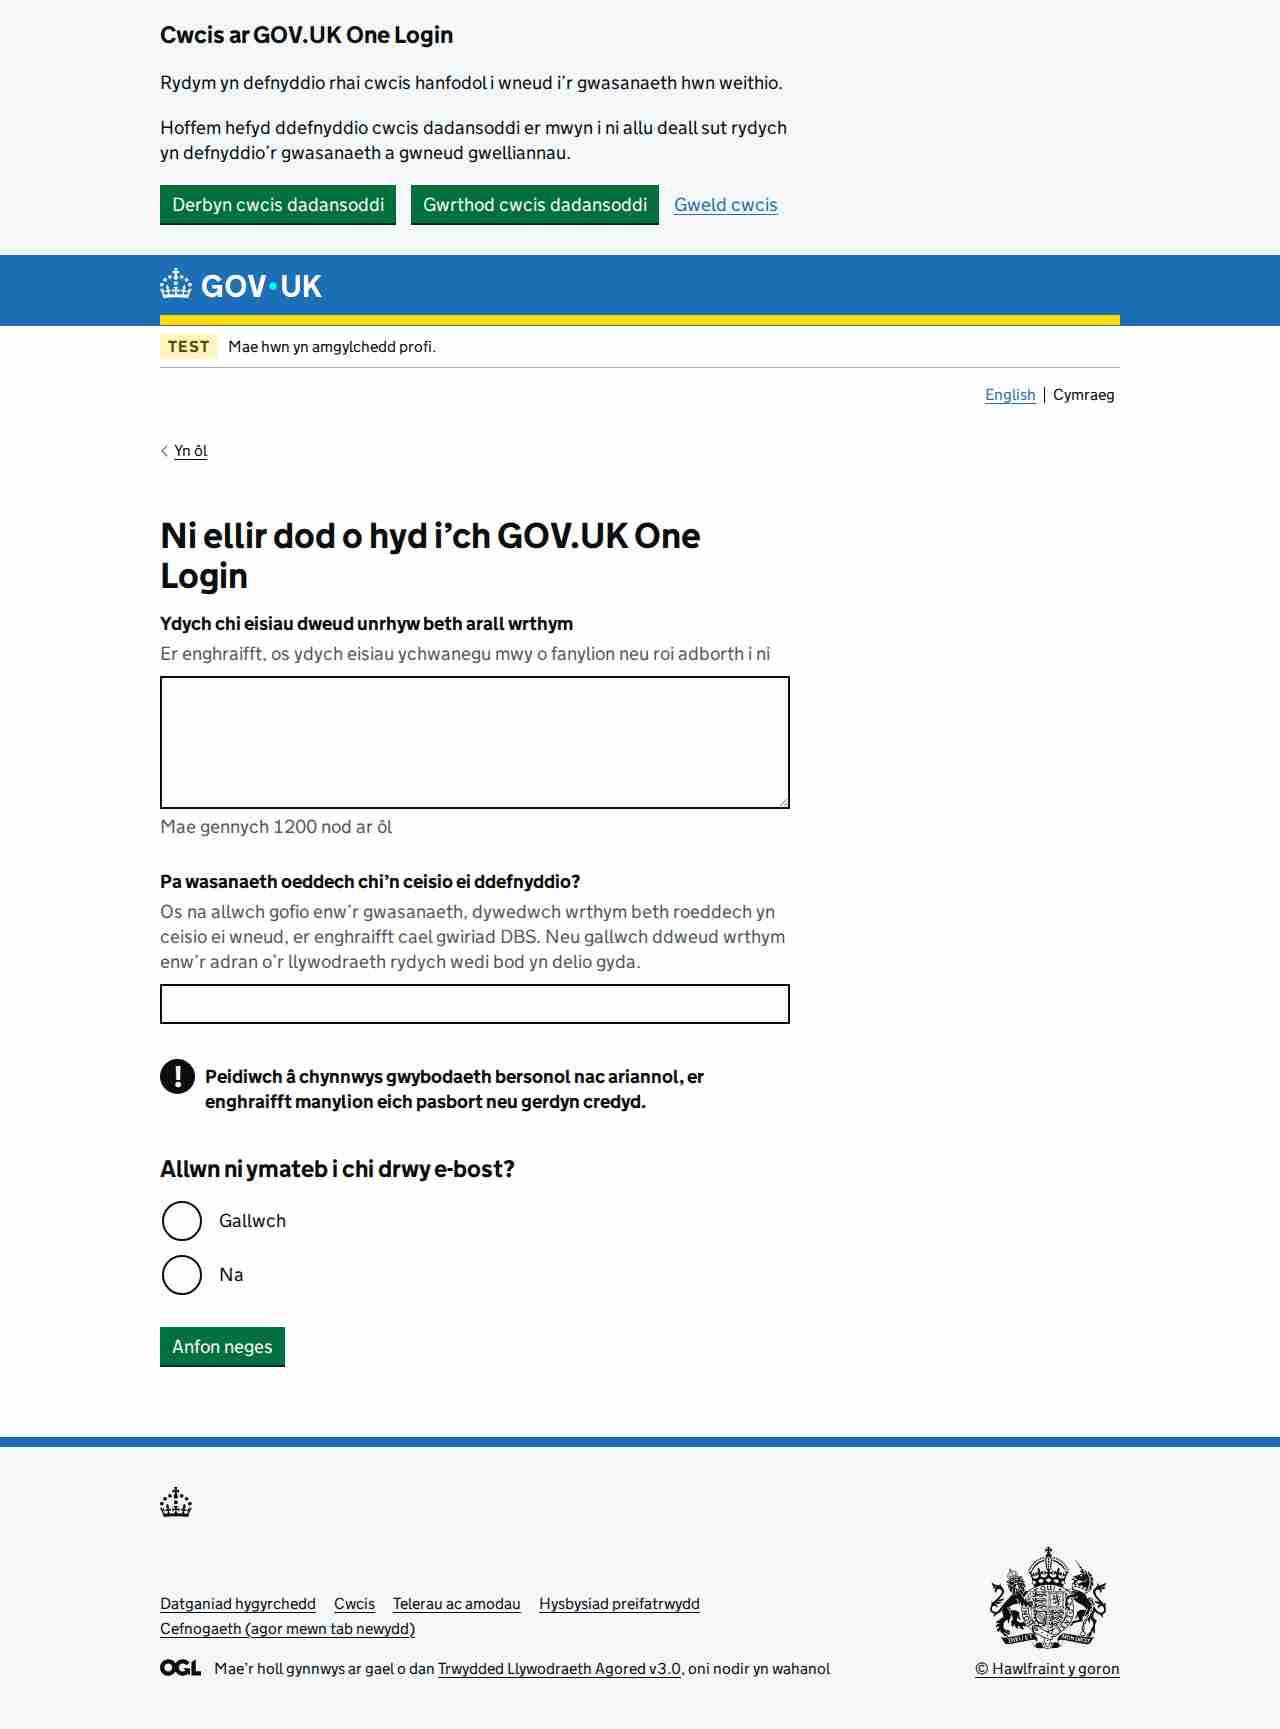 Cwcis ar GOV.UK One Login
Rydym yn defnyddio rhai cwcis hanfodol i wneud i’r gwasanaeth hwn weithio.
Hoffem hefyd ddefnyddio cwcis dadansoddi er mwyn i ni allu deall sut rydych
yn defnyddio’r gwasanaeth a gwneud gwelliannau.
Derbyn cwcis dadansoddi
Gwrthod cwcis dadansoddi
Gweld cwcis
GOV•UK
TEST Mae hwn yn amgylchedd profi.
English | Cymraeg
Yn ôl
Ni ellir dod o hyd i’ch GOV.UK One
Login
Ydych chi eisiau dweud unrhyw beth arall wrthym
Er enghraifft, os ydych eisiau ychwanegu mwy o fanylion neu roi adborth i ni
Mae gennych 1200 nod ar ôl
Pa wasanaeth oeddech chi’n ceisio ei ddefnyddio?
Os na allwch gofio enw’r gwasanaeth, dywedwch wrthym beth roeddech yn
ceisio ei wneud, er enghraifft cael gwiriad DBS. Neu gallwch ddweud wrthym
enw’r adran o’r llywodraeth rydych wedi bod yn delio gyda.
! Peidiwch â chynnwys gwybodaeth bersonol nac ariannol, er
enghraifft manylion eich pasbort neu gerdyn credyd.
Allwn ni ymateb i chi drwy e-bost?
Gallwch
Na
Anfon neges
Datganiad hygyrchedd Cwcis Telerau ac amodau Hysbysiad preifatrwydd
Cefnogaeth (agor mewn tab newydd)
OGL Mae’r holl gynnwys ar gael o dan Trwydded Llywodraeth Agored v3.0, oni nodir yn wahanol
© Hawlfraint y goron